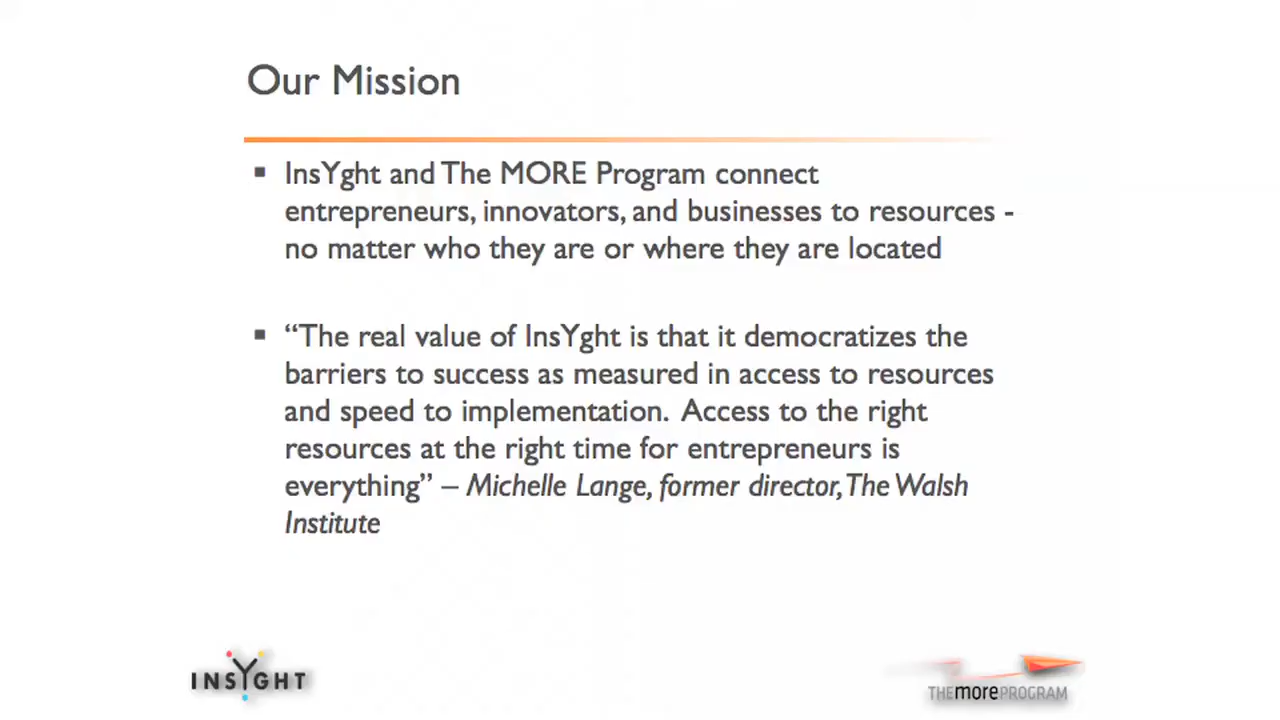 Our Mission
InsYght and The MORE Program connect
entrepreneurs, innovators, and businesses to resources -
no matter who they are or where they are located
“The real value of InsYght is that it democratizes the
barriers to success as measured in access to resources
and speed to implementation.  Access to the right
resources at the right time for entrepreneurs is
everything” – Michelle Lange, former director, The Walsh
Institute
INSYGHT
THEmorePROGRAM